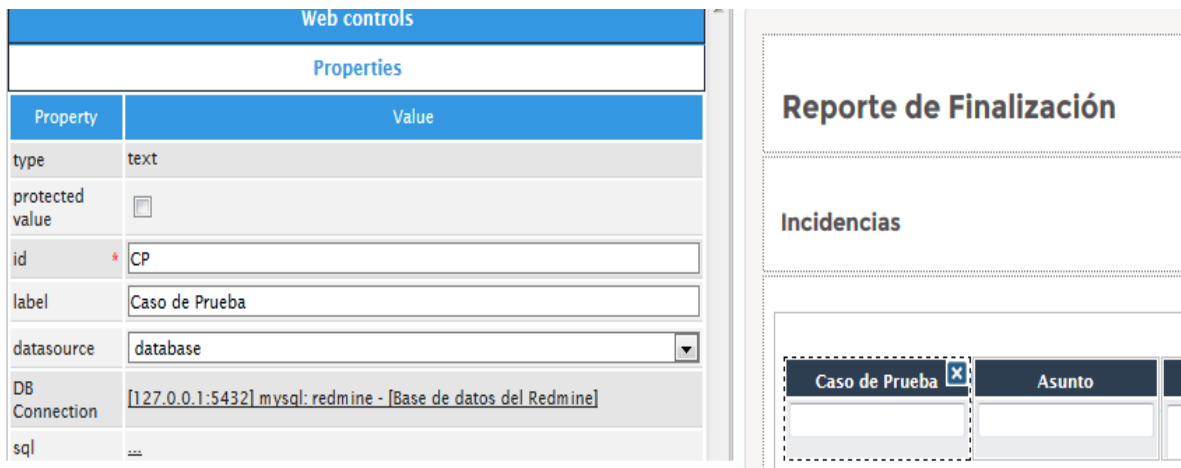 Web controls
Properties
Property Value
type text
protected
value
id * CP
label Caso de Prueba
datasource database
DB
Connection [127.0.0.1:5432] mysql: redmine - [Base de datos del Redmine]
sql ...
Reporte de Finalización
Incidencias
Caso de Prueba Asunto